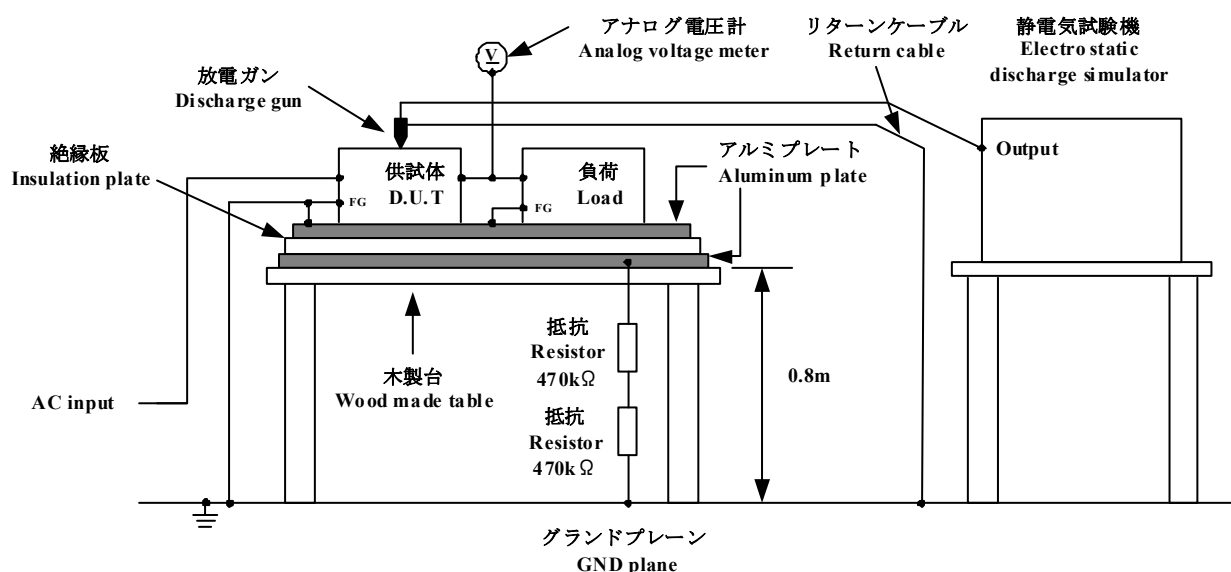 アナログ電圧計
Analog voltage meter
リターンケーブル
Return cable
静電気試験機
Electro static
discharge simulator
V
放電ガン
Discharge gun
絶縁板
Insulation plate
供試体
D.U.T
FG
負荷
Load
FG
アルミプレート
Aluminum plate
Output
抵抗
Resistor
470kΩ
0.8m
木製台
Wood made table
AC input
抵抗
Resistor
470kΩ
グランドプレーン
GND plane